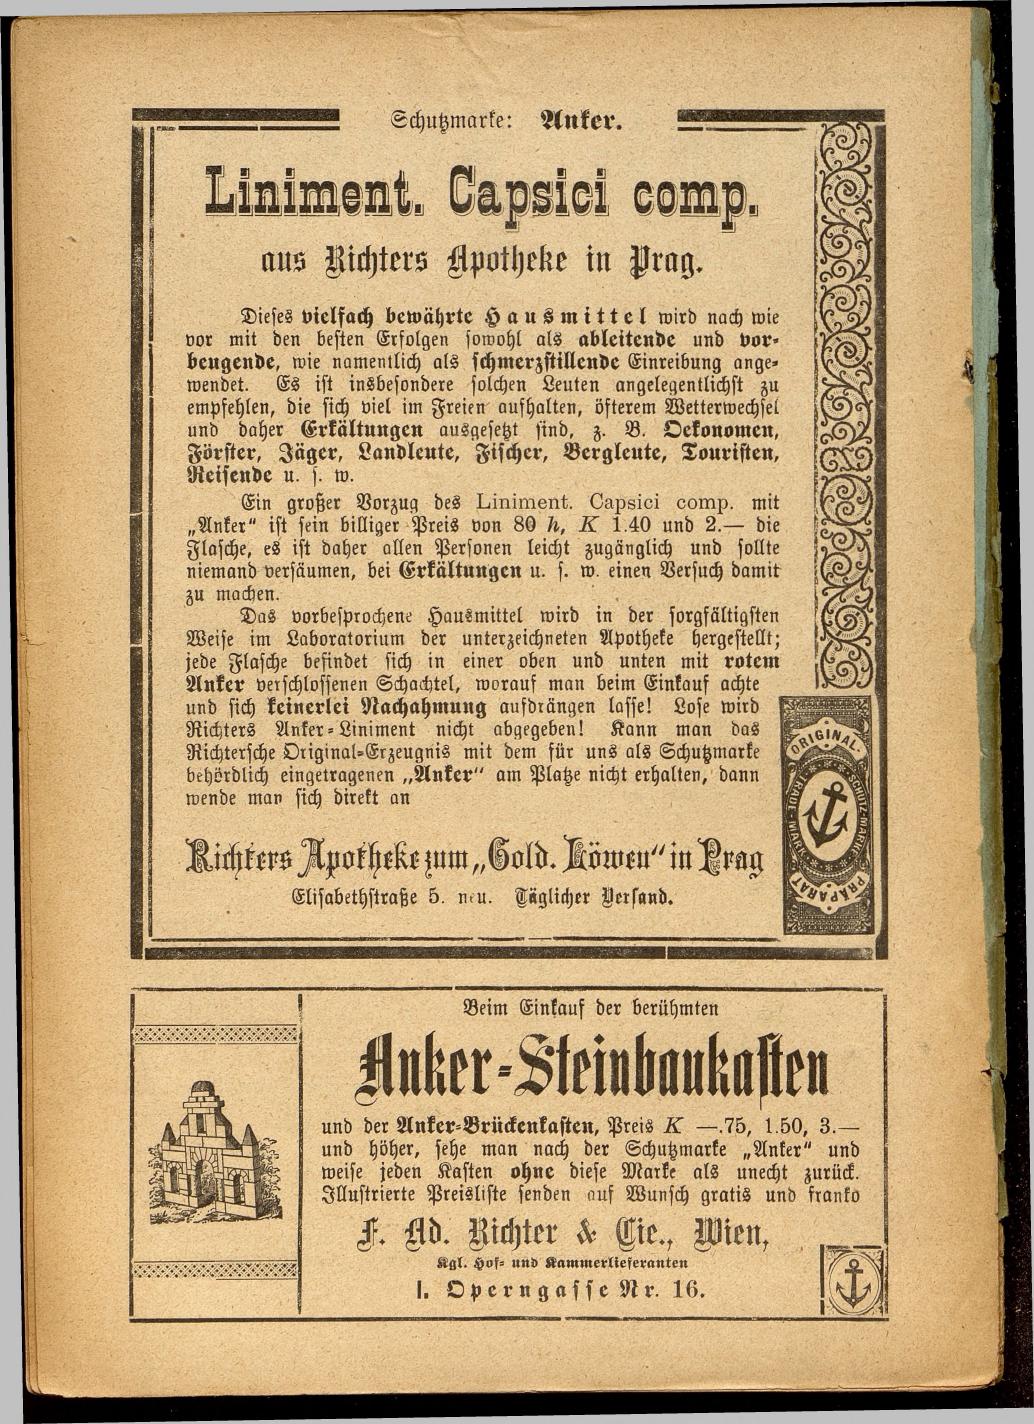 Schutzmarke: Anker.
Liniment. Capsici comp.
aus Richters Apotheke in Prag.
Dieses vielfach bewährte Hausmittel wird nach wie
vor mit den besten Erfolgen sowohl als ableitende und vor-
beugende, wie namentlich als schmerzstillende Einreibung ange-
wendet. Es ist insbesondere solchen Leuten angelegentlichst zu
empfehlen, die sich viel im Freien aufhalten, öfterem Wetterwechsel
und daher Erkältungen ausgesetzt sind, z. B. Oekonomen,
Förster, Jäger, Landleute, Fischer, Bergleute, Touristen,
Reisende u. s. w.
Ein großer Vorzug des Liniment. Capsici comp. mit
„Anker“ ist sein billiger Preis von 80 h, K 1.40 und 2.— die
Flasche, es ist daher allen Personen leicht zugänglich und sollte
niemand versäumen, bei Erkältungen u. s. w. einen Versuch damit
zu machen.
Das vorbesprochene Hausmittel wird in der sorgfältigsten
Weise im Laboratorium der unterzeichneten Apotheke hergestellt;
jede Flasche befindet sich in einer oben und unten mit rotem
Anker verschlossenen Schachtel, worauf man beim Einkauf achte
und sich keinerlei Nachahmung aufdrängen lasse! Lose wird
Richters Anker-Liniment nicht abgegeben! Kann man das
Richtersche Original-Erzeugnis mit dem für uns als Schutzmarke
behördlich eingetragenen „Anker“ am Platze nicht erhalten, dann
wende man sich direkt an
Richters Apotheke zum „Gold. Löwen“ in Prag
Elisabethstraße 5. neu. Täglicher Versand.
ORIGINAL-
TRADE-MARK
SCHUTZ-MARKE
PRÄPARAT
Beim Einkauf der berühmten
Anker-Steinbaukasten
und der Anker-Brückenkasten, Preis K —.75, 1.50, 3.—
und höher, sehe man nach der Schutzmarke „Anker“ und
weise jeden Kasten ohne diese Marke als unecht zurück.
Illustrierte Preisliste senden auf Wunsch gratis und franko
F. Ad. Richter & Cie., Wien,
Kgl. Hof- und Kammerlieferanten
I. Operngasse Nr. 16.